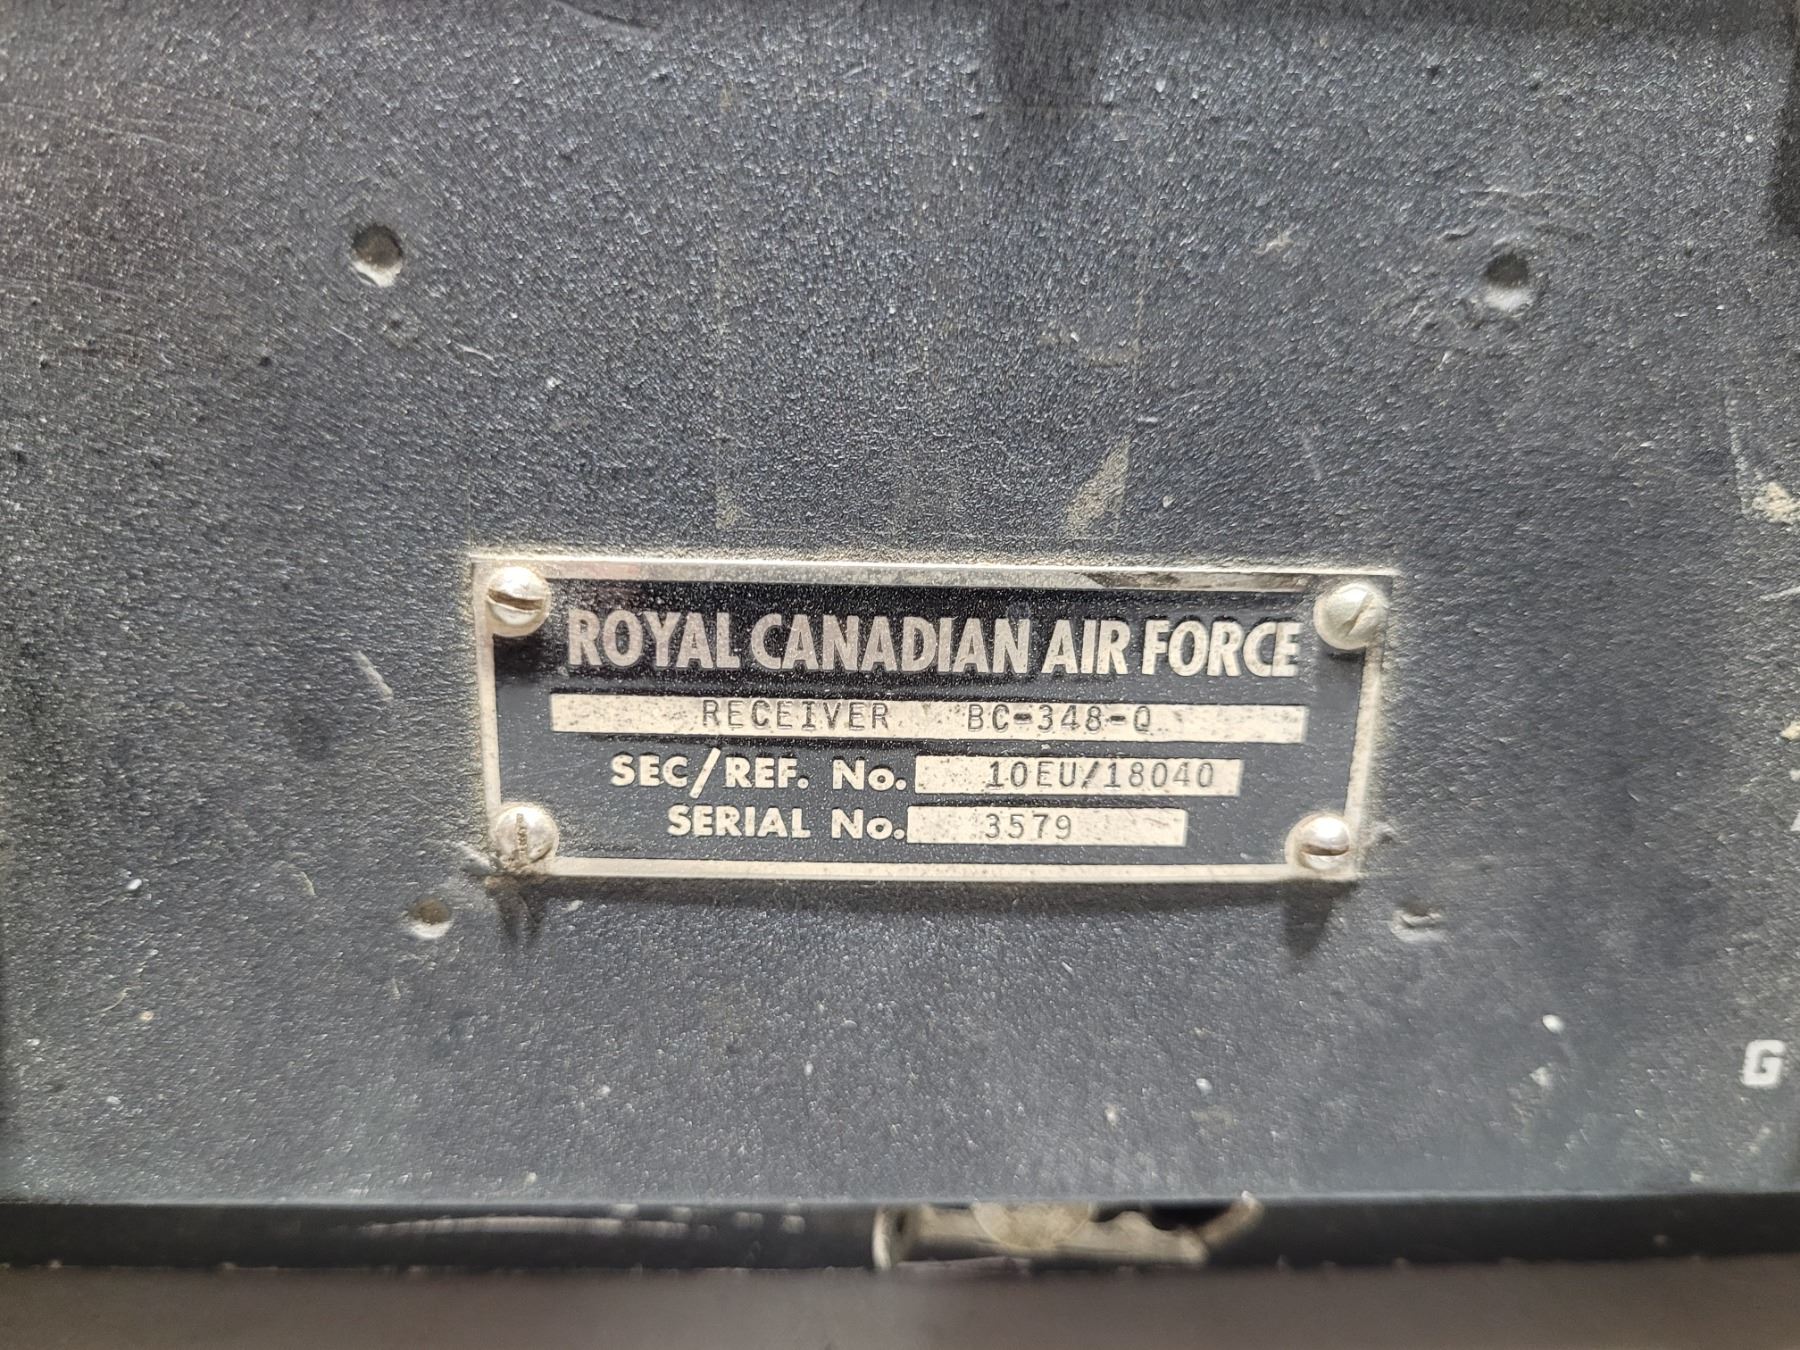 ROYAL CANADIAN AIR FORCE
RECEIVER BC-348-Q
SEC/REF. No. 10EU/18040
SERIAL No. 3579
G